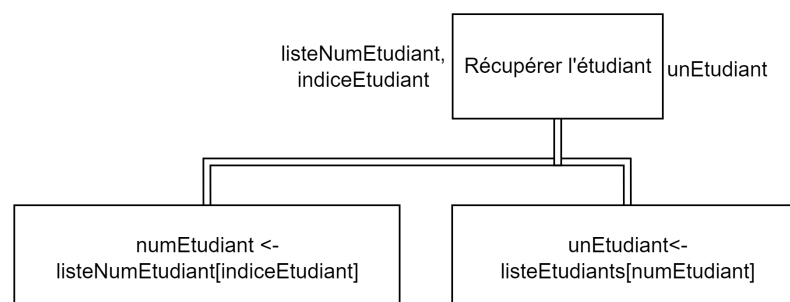 listeNumEtudiant,
indiceEtudiant
Récupérer l'étudiant
unEtudiant
numEtudiant <-
listeNumEtudiant[indiceEtudiant]
unEtudiant<-
listeEtudiants[numEtudiant]